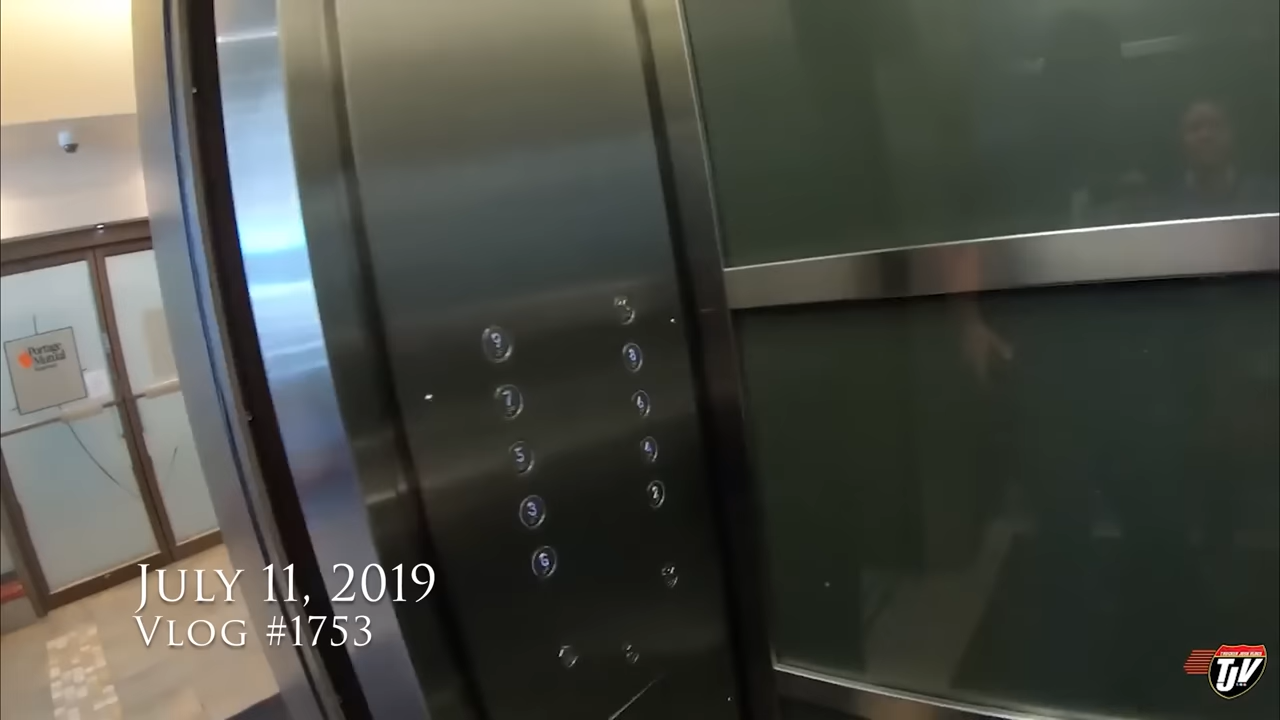 Portage
Mutual
9
8
7
6
5
4
3
2
G
JULY 11, 2019
VLOG #1753
TJV